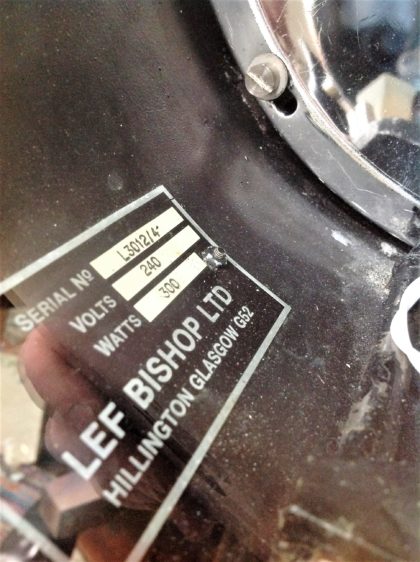 SERIAL Nº L3012/4"
VOLTS 240
WATTS 300
LEF BISHOP LTD
HILLINGTON GLASGOW G52